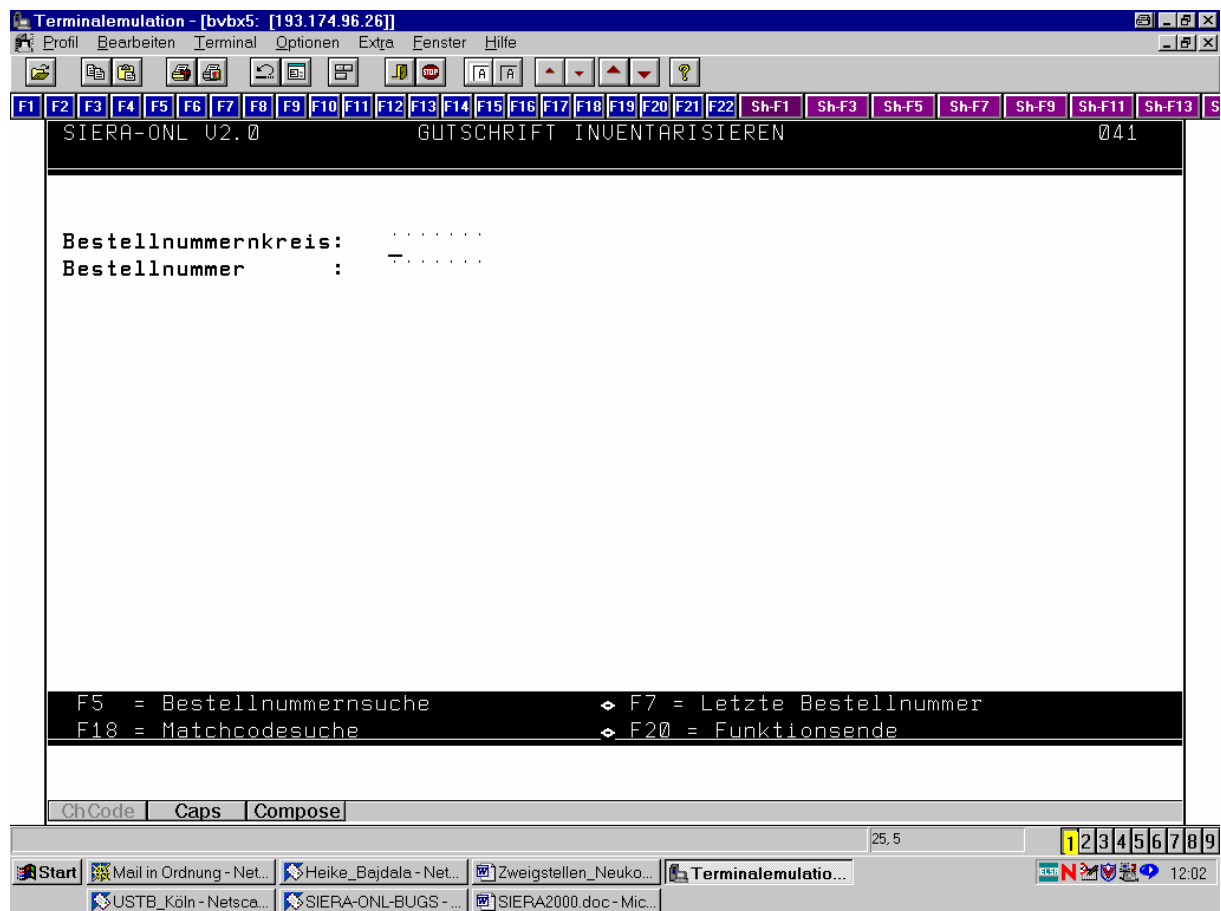 Terminalemulation - [bvbx5: [193.174.96.26]]
Profil Bearbeiten Terminal Optionen Extra Fenster Hilfe
STOP A A ?
F1 F2 F3 F4 F5 F6 F7 F8 F9 F10 F11 F12 F13 F14 F15 F16 F17 F18 F19 F20 F21 F22 Sh-F1 Sh-F3 Sh-F5 Sh-F7 Sh-F9 Sh-F11 Sh-F13 S
SIERA-ONL V2.0 GUTSCHRIFT INVENTARISIEREN 041
Bestellnummernkreis: .......
Bestellnummer : .......
F5 = Bestellnummernsuche F7 = Letzte Bestellnummer
F18 = Matchcodesuche F20 = Funktionsende
ChCode Caps Compose
25, 5 1 2 3 4 5 6 7 8 9
Start Mail in Ordnung - Net... Heike_Bajdala - Net... Zweigstellen_Neuko... Terminalemulatio... N 12:02
USTB_Köln - Netsca... SIERA-ONL-BUGS - ... SIERA2000.doc - Mic...